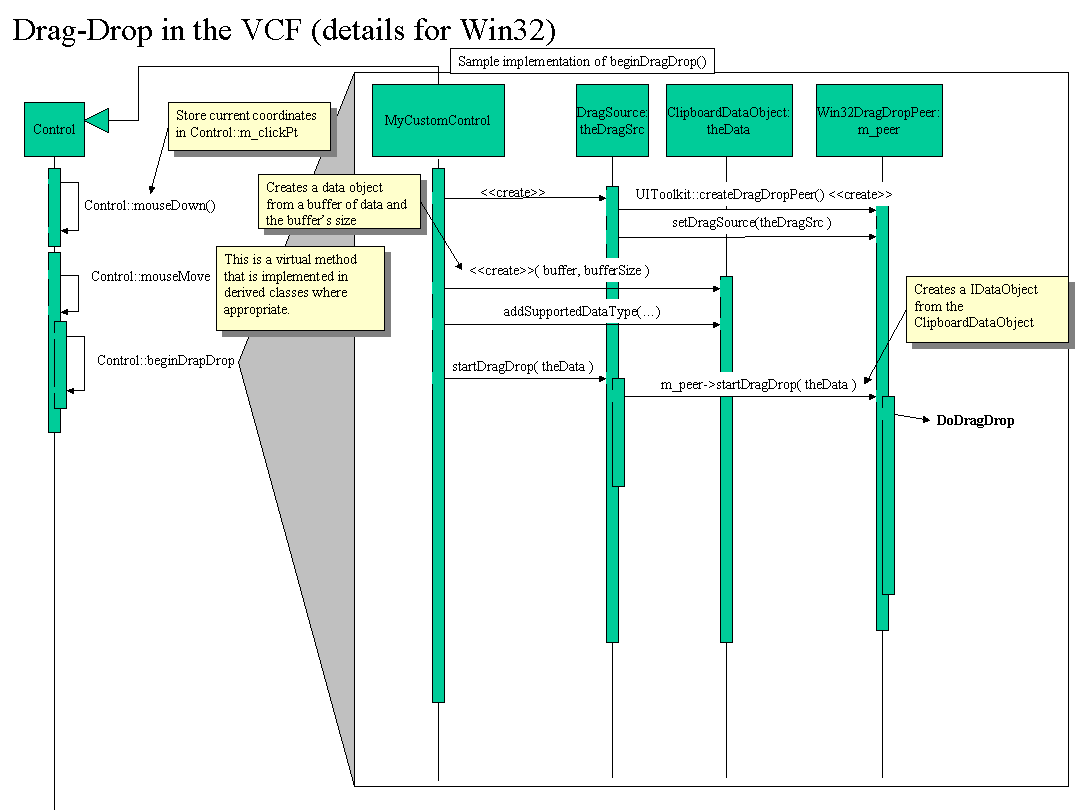 Drag-Drop in the VCF (details for Win32)
Sample implementation of beginDragDrop()
Control
Store current coordinates
in Control::m_clickPt
MyCustomControl
DragSource:
theDragSrc
ClipboardDataObject:
theData
Win32DragDropPeer:
m_peer
Control::mouseDown()
Creates a data object
from a buffer of data and
the buffer's size
<<create>>
UIToolkit::createDragDropPeer() <<create>>
setDragSource(theDragSrc )
Control::mouseMove
This is a virtual method
that is implemented in
derived classes where
appropriate.
<<create>>( buffer, bufferSize )
addSupportedDataType(...)
Creates a IDataObject
from the
ClipboardDataObject
Control::beginDrapDrop
startDragDrop( theData )
m_peer->startDragDrop( theData )
DoDragDrop